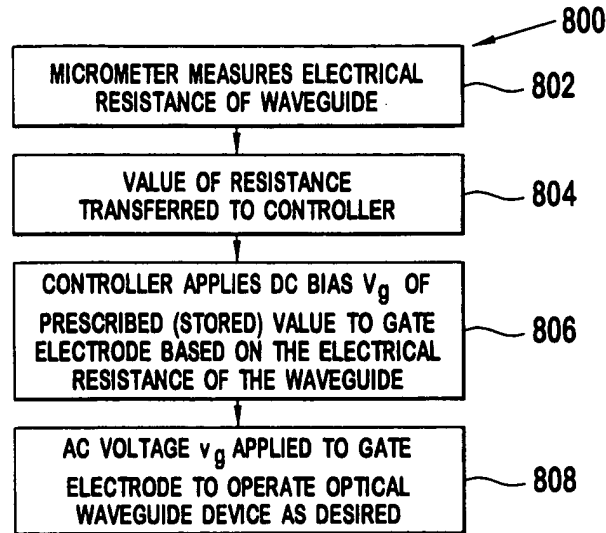 800
MICROMETER MEASURES ELECTRICAL
RESISTANCE OF WAVEGUIDE
802
VALUE OF RESISTANCE
TRANSFERRED TO CONTROLLER
804
CONTROLLER APPLIES DC BIAS Vg OF
PRESCRIBED (STORED) VALUE TO GATE
ELECTRODE BASED ON THE ELECTRICAL
RESISTANCE OF THE WAVEGUIDE
806
AC VOLTAGE vg APPLIED TO GATE
ELECTRODE TO OPERATE OPTICAL
WAVEGUIDE DEVICE AS DESIRED
808